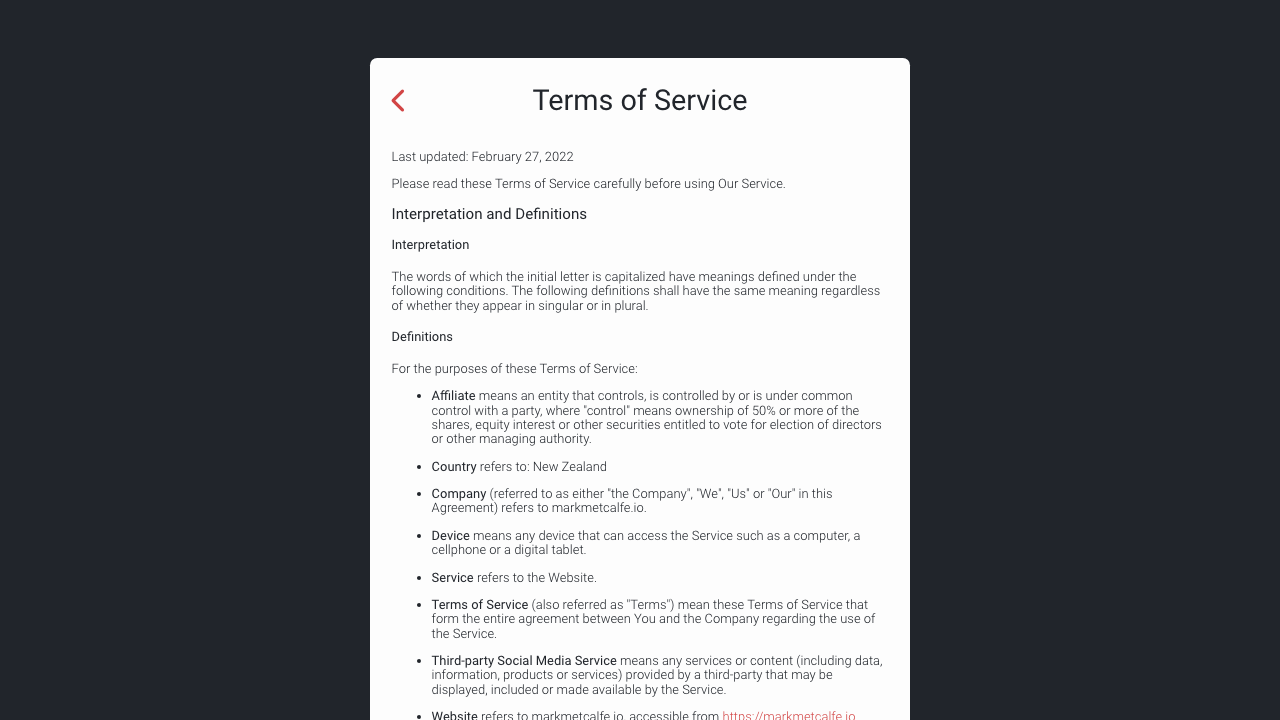 Terms of Service
Last updated: February 27, 2022
Please read these Terms of Service carefully before using Our Service.
Interpretation and Definitions
Interpretation
The words of which the initial letter is capitalized have meanings defined under the
following conditions. The following definitions shall have the same meaning regardless
of whether they appear in singular or in plural.
Definitions
For the purposes of these Terms of Service:
• Affiliate means an entity that controls, is controlled by or is under common
control with a party, where "control" means ownership of 50% or more of the
shares, equity interest or other securities entitled to vote for election of directors
or other managing authority.
• Country refers to: New Zealand
• Company (referred to as either "the Company", "We", "Us" or "Our" in this
Agreement) refers to markmetcalfe.io.
• Device means any device that can access the Service such as a computer, a
cellphone or a digital tablet.
• Service refers to the Website.
• Terms of Service (also referred as "Terms") mean these Terms of Service that
form the entire agreement between You and the Company regarding the use of
the Service.
• Third-party Social Media Service means any services or content (including data,
information, products or services) provided by a third-party that may be
displayed, included or made available by the Service.
• Website refers to markmetcalfe.io, accessible from https://markmetcalfe.io